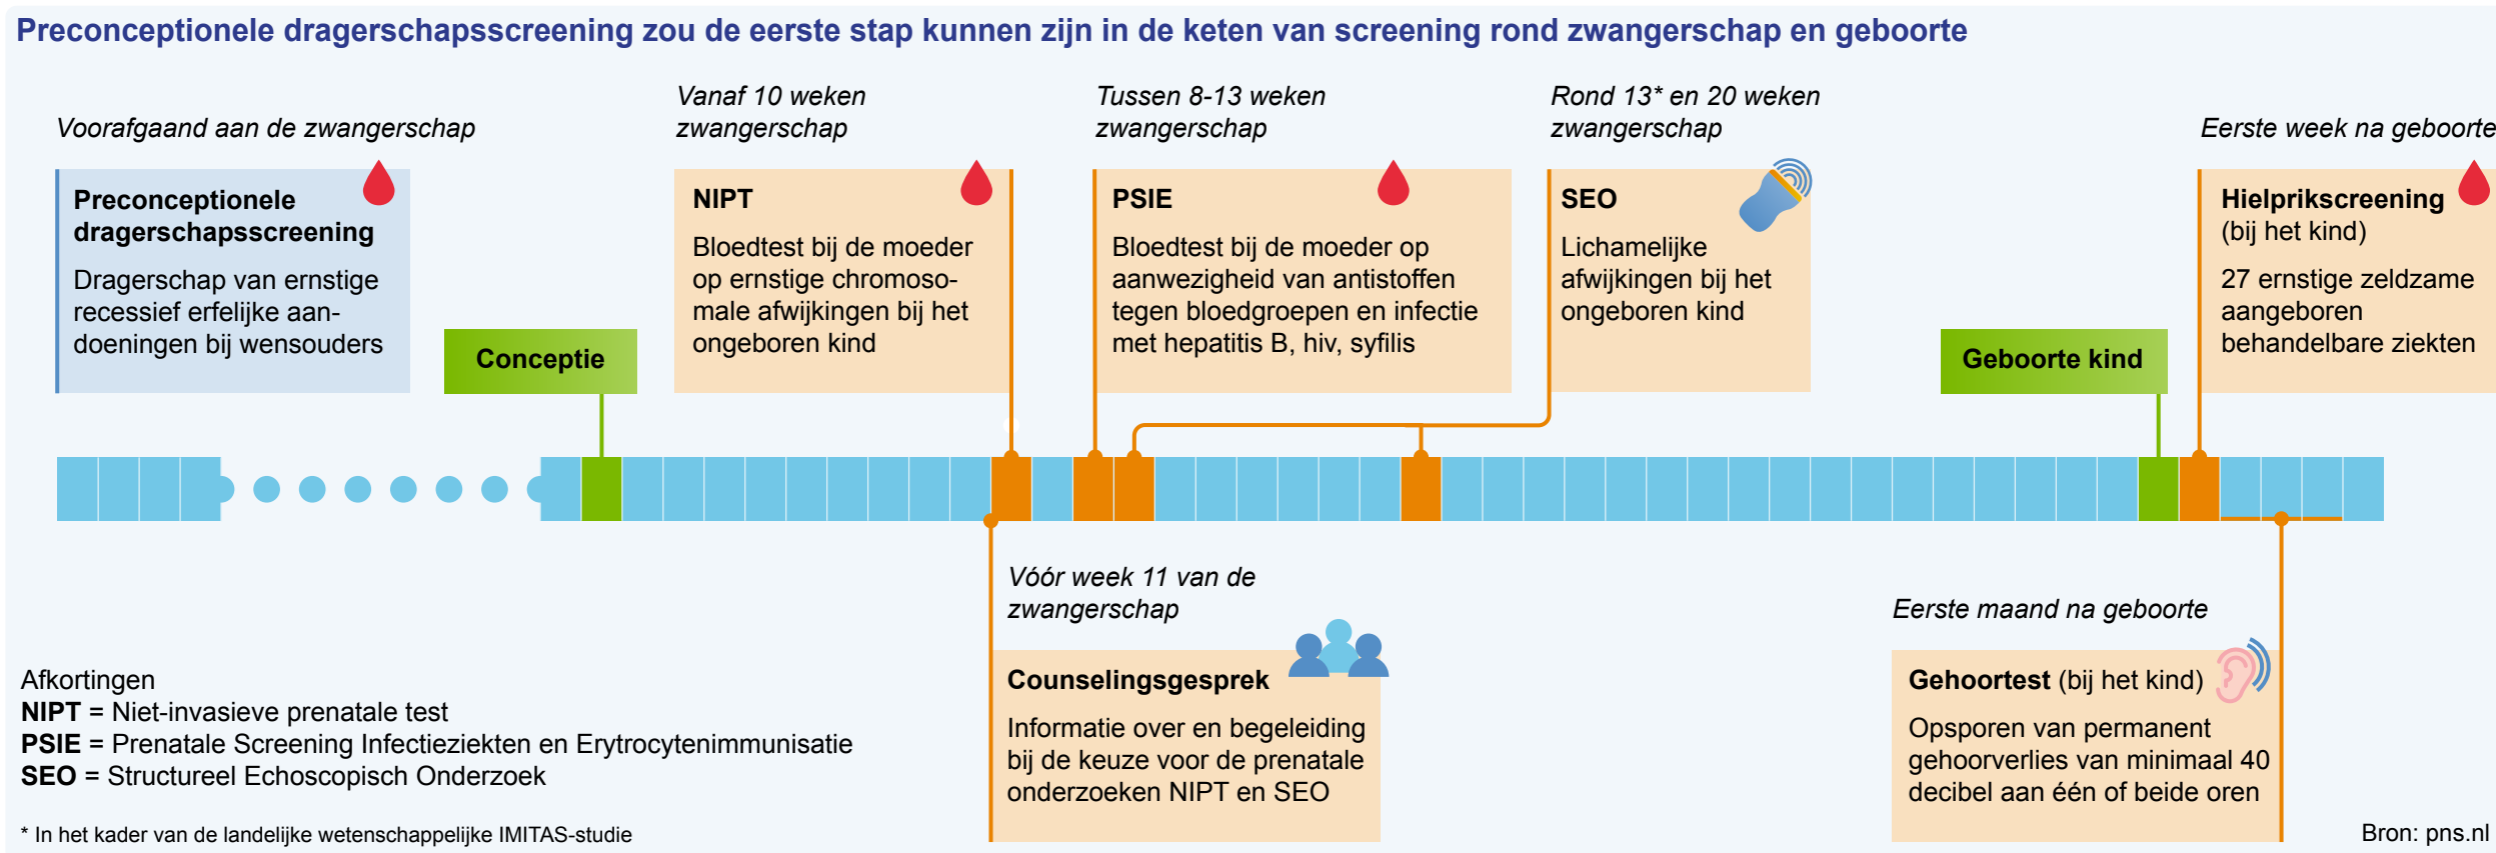 Preconceptionele dragerschapsscreening zou de eerste stap kunnen zijn in de keten van screening rond zwangerschap en geboorte
Voorafgaand aan de zwangerschap
Preconceptionele
dragerschapsscreening
Dragerschap van ernstige
recessief erfelijke aan-
doeningen bij wensouders
Conceptie
Vanaf 10 weken
zwangerschap
NIPT
Bloedtest bij de moeder
op ernstige chromoso-
male afwijkingen bij het
ongeboren kind
Tussen 8-13 weken
zwangerschap
PSIE
Bloedtest bij de moeder op
aanwezigheid van antistoffen
tegen bloedgroepen en infectie
met hepatitis B, hiv, syfilis
Rond 13* en 20 weken
zwangerschap
SEO
Lichamelijke
afwijkingen bij het
ongeboren kind
Geboorte kind
Eerste week na geboorte
Hielprikscreening
(bij het kind)
27 ernstige zeldzame
aangeboren
behandelbare ziekten
Vóór week 11 van de
zwangerschap
Counselingsgesprek
Informatie over en begeleiding
bij de keuze voor de prenatale
onderzoeken NIPT en SEO
Eerste maand na geboorte
Gehoortest (bij het kind)
Opsporen van permanent
gehoorverlies van minimaal 40
decibel aan één of beide oren
Afkortingen
NIPT = Niet-invasieve prenatale test
PSIE = Prenatale Screening Infectieziekten en Erytrocytenimmunisatie
SEO = Structureel Echoscopisch Onderzoek
* In het kader van de landelijke wetenschappelijke IMITAS-studie
Bron: pns.nl